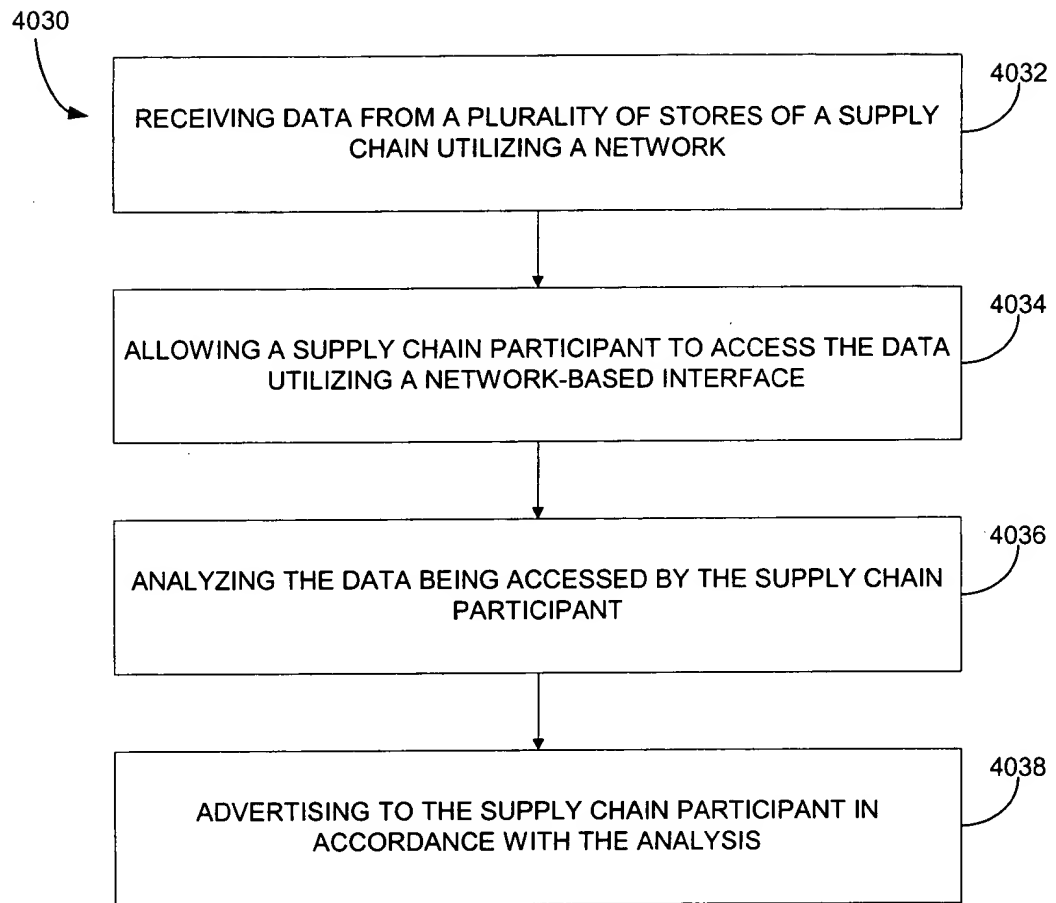 4030
4032
RECEIVING DATA FROM A PLURALITY OF STORES OF A SUPPLY
CHAIN UTILIZING A NETWORK
4034
ALLOWING A SUPPLY CHAIN PARTICIPANT TO ACCESS THE DATA
UTILIZING A NETWORK-BASED INTERFACE
4036
ANALYZING THE DATA BEING ACCESSED BY THE SUPPLY CHAIN
PARTICIPANT
4038
ADVERTISING TO THE SUPPLY CHAIN PARTICIPANT IN
ACCORDANCE WITH THE ANALYSIS